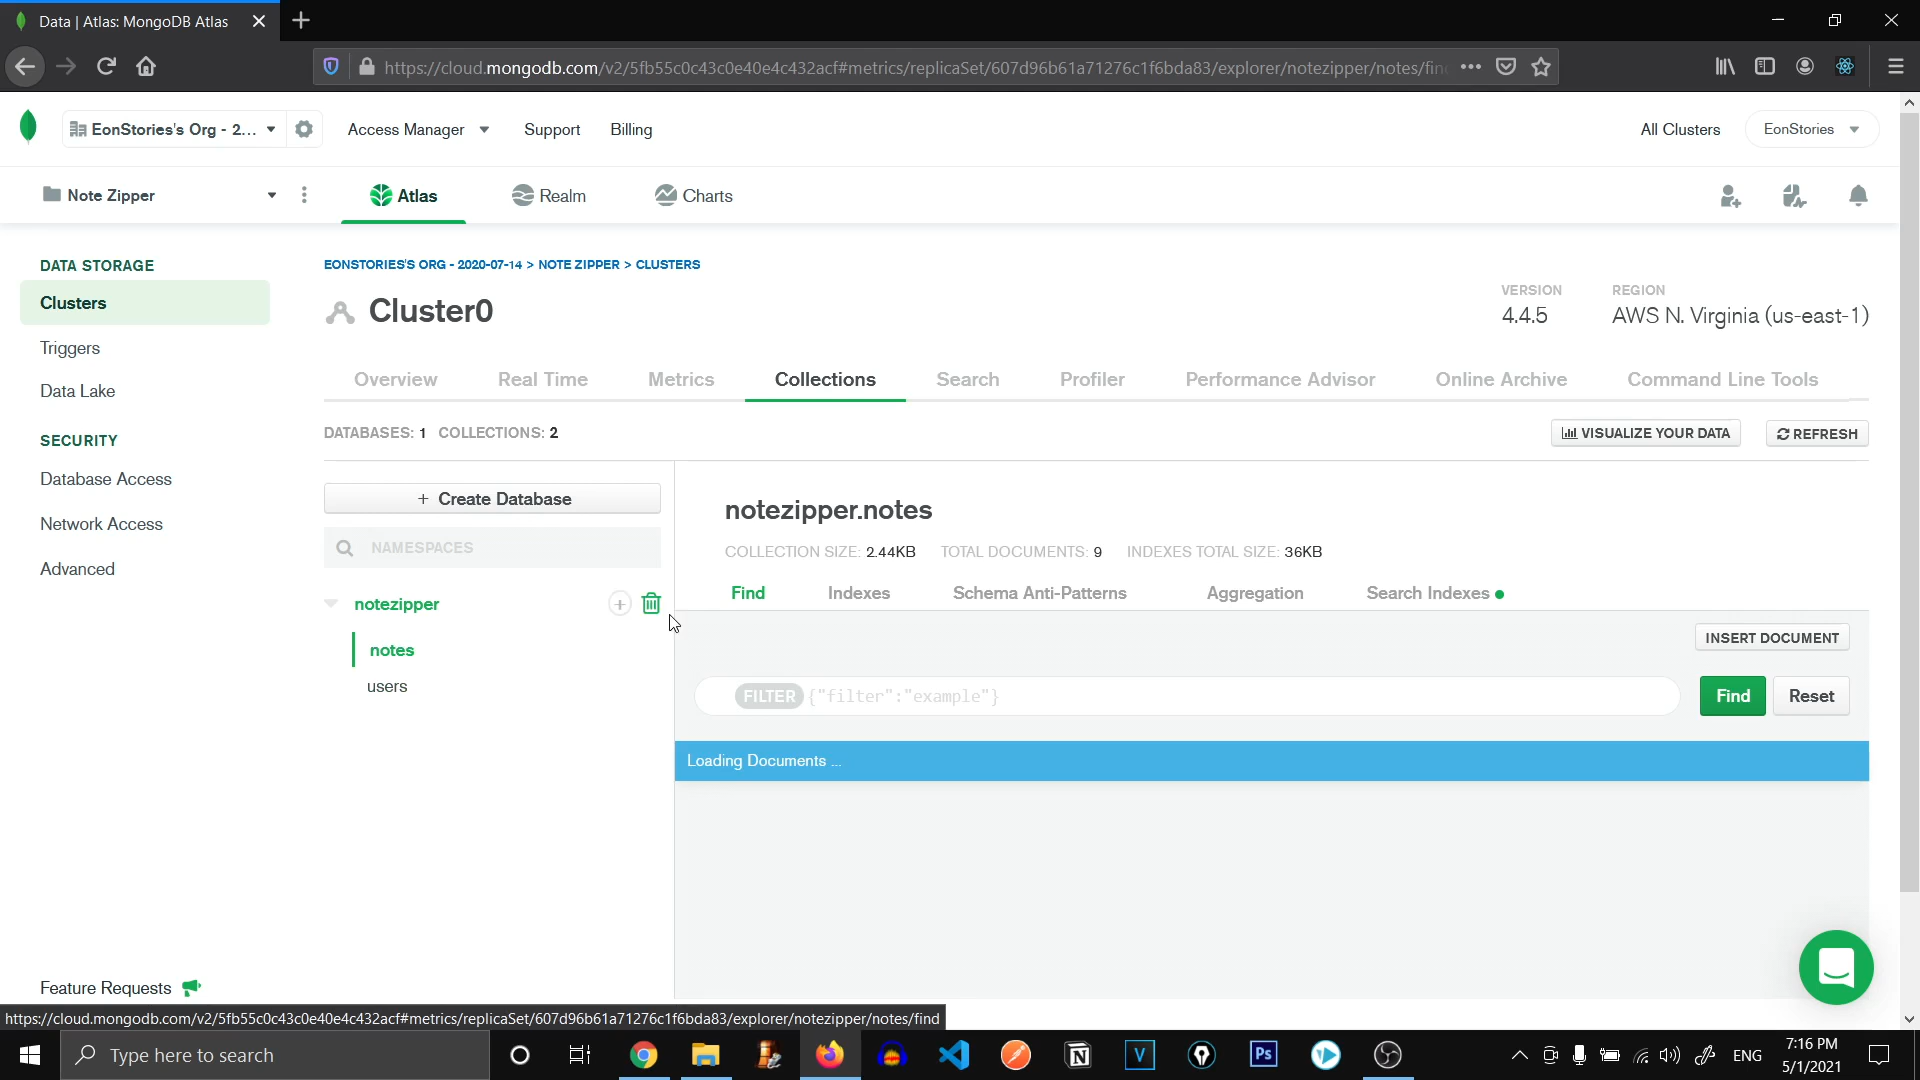 Data | Atlas: MongoDB Atlas
https://cloud.mongodb.com/v2/5fb55c0c43c0e40e4c432acf#metrics/replicaSet/607d96b61a71276c1f6bda83/explorer/notezipper/notes/fin
EonStories's Org - 2...
Access Manager
Support
Billing
All Clusters
EonStories
Note Zipper
Atlas
Realm
Charts
DATA STORAGE
Clusters
Triggers
Data Lake
SECURITY
Database Access
Network Access
Advanced
Feature Requests
EONSTORIES'S ORG - 2020-07-14 > NOTE ZIPPER > CLUSTERS
Cluster0
VERSION
4.4.5
REGION
AWS N. Virginia (us-east-1)
Overview
Real Time
Metrics
Collections
Search
Profiler
Performance Advisor
Online Archive
Command Line Tools
DATABASES: 1 COLLECTIONS: 2
VISUALIZE YOUR DATA
REFRESH
+ Create Database
NAMESPACES
notezipper
notes
users
notezipper.notes
COLLECTION SIZE: 2.44KB TOTAL DOCUMENTS: 9 INDEXES TOTAL SIZE: 36KB
Find
Indexes
Schema Anti-Patterns
Aggregation
Search Indexes
INSERT DOCUMENT
FILTER {"filter":"example"}
Find
Reset
Loading Documents ...
https://cloud.mongodb.com/v2/5fb55c0c43c0e40e4c432acf#metrics/replicaSet/607d96b61a71276c1f6bda83/explorer/notezipper/notes/find
Type here to search
N
V
Ps
ENG
7:16 PM
5/1/2021